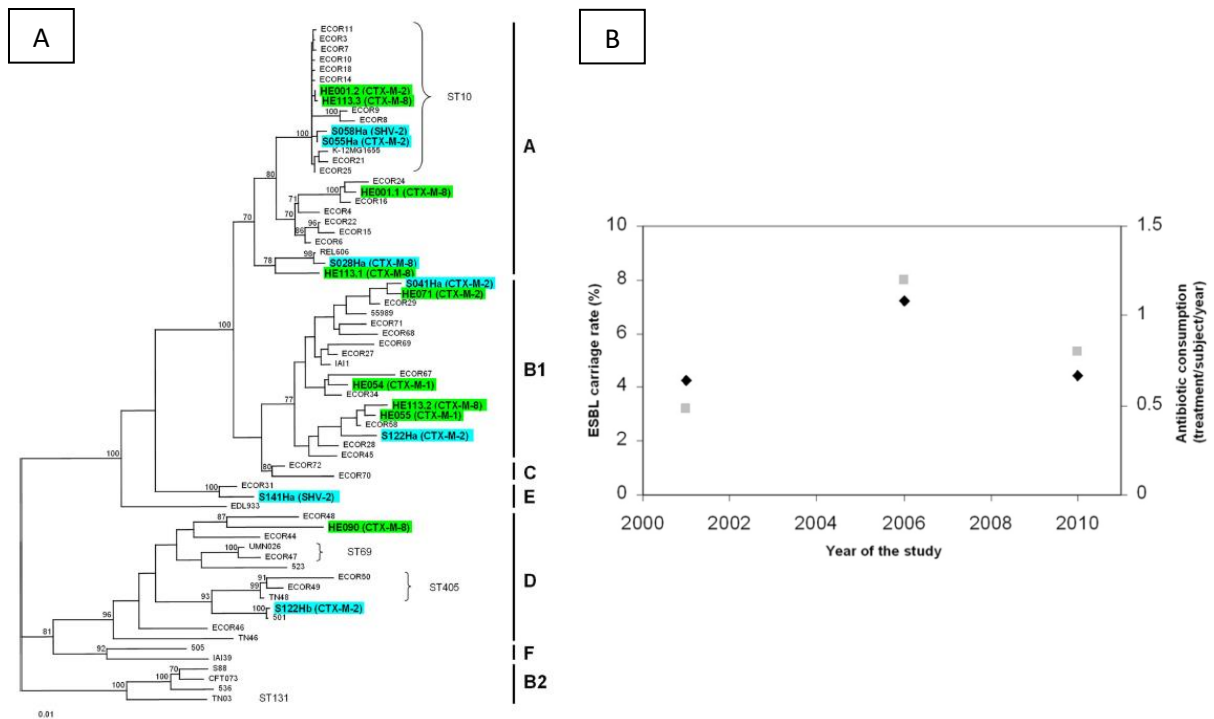 A
ECOR11
ECOR3
ECOR7
ECOR10
ECOR18
ECOR14
HE001.2 (CTX-M-2)
HE113.3 (CTX-M-8)
100 ECOR9
ECOR8
ST10
100
S058Ha (SHV-2)
S055Ha (CTX-M-2)
K-12MG1655
ECOR21
ECOR25
80
ECOR24
100 HE001.1 (CTX-M-8)
ECOR16
71
ECOR4
70
96 ECOR22
ECOR15
86
ECOR6
70
98 REL606
S028Ha (CTX-M-8)
78
HE113.1 (CTX-M-8)
A
S041Ha (CTX-M-2)
HE071 (CTX-M-2)
ECOR29
55989
ECOR71
ECOR68
100
ECOR69
ECOR27
IAI1
ECOR67
HE054 (CTX-M-1)
ECOR34
77
HE113.2 (CTX-M-8)
HE055 (CTX-M-1)
ECOR58
S122Ha (CTX-M-2)
ECOR28
ECOR45
B1
80 ECOR72
ECOR70
C
100
ECOR31
S141Ha (SHV-2)
EDL933
E
87 ECOR48
HE090 (CTX-M-8)
ECOR44
100 UMN026
ECOR47
ST69
523
91 ECOR50
99 ECOR49
TN48
ST405
93
100 S122Hb (CTX-M-2)
501
96
ECOR46
TN46
D
81
92 505
IAI39
F
70 S88
100 CFT073
536
100
TN03 ST131
B2
0.01
B
ESBL carriage rate (%)
10
8
6
4
2
0
1.5
1
0.5
0
Antibiotic consumption
(treatment/subject/year)
2000 2002 2004 2006 2008 2010
Year of the study